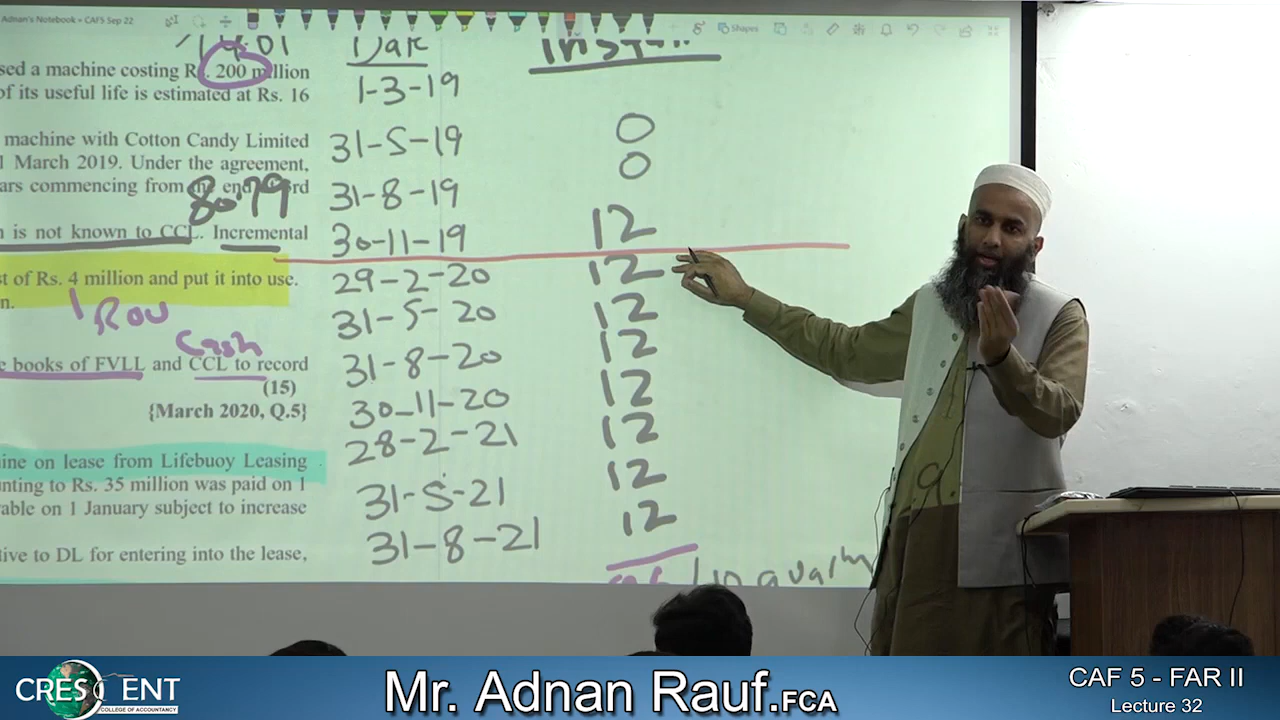 Adnan's Notebook » CAF5 Sep 22
Shapes
sed a machine costing Rs. 200 million
of its useful life is estimated at Rs. 16
machine with Cotton Candy Limited
1 March 2019. Under the agreement,
ars commencing from the end
80.79
n is not known to CCL. Incremental
st of Rs. 4 million and put it into use.
n.
1 Rou
Cash
e books of FVLL and CCL to record
(15)
{March 2020, Q.5}
ine on lease from Lifebuoy Leasing
nting to Rs. 35 million was paid on 1
able on 1 January subject to increase
tive to DL for entering into the lease,
Date
1-3-19
31-5-19 0
31-8-19 0
30-11-19 12
29-2-20 12
31-5-20 12
31-8-20 12
30-11-20 12
28-2-21 12
31-5-21 12
31-8-21 12
CRESCENT
COLLEGE OF ACCOUNTANCY
Mr. Adnan Rauf.FCA
CAF 5 - FAR II
Lecture 32